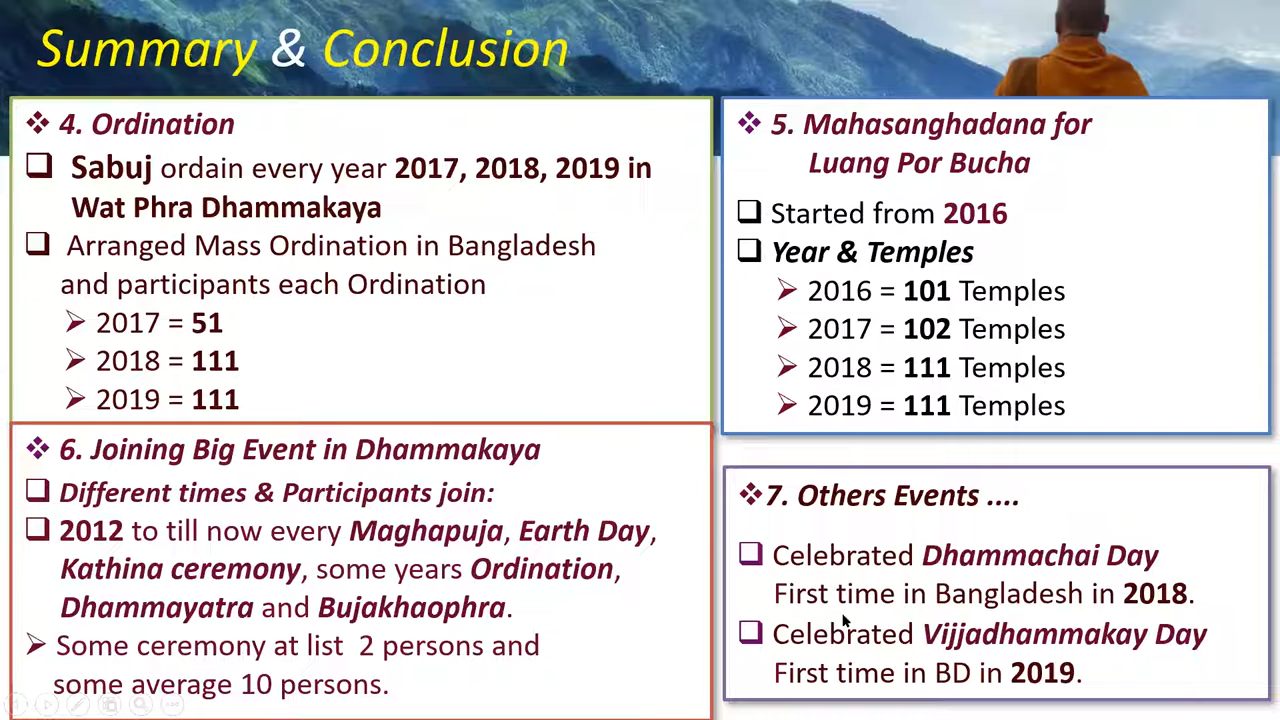 Summary & Conclusion
❖ 4. Ordination
❑ Sabuj ordain every year 2017, 2018, 2019 in
Wat Phra Dhammakaya
❑ Arranged Mass Ordination in Bangladesh
and participants each Ordination
➢ 2017 = 51
➢ 2018 = 111
➢ 2019 = 111
❖ 5. Mahasanghadana for
Luang Por Bucha
❑ Started from 2016
❑ Year & Temples
➢ 2016 = 101 Temples
➢ 2017 = 102 Temples
➢ 2018 = 111 Temples
➢ 2019 = 111 Temples
❖ 6. Joining Big Event in Dhammakaya
❑ Different times & Participants join:
❑ 2012 to till now every Maghapuja, Earth Day,
Kathina ceremony, some years Ordination,
Dhammayatra and Bujakhaophra.
➢ Some ceremony at list 2 persons and
some average 10 persons.
❖7. Others Events ....
❑ Celebrated Dhammachai Day
First time in Bangladesh in 2018.
❑ Celebrated Vijjadhammakay Day
First time in BD in 2019.